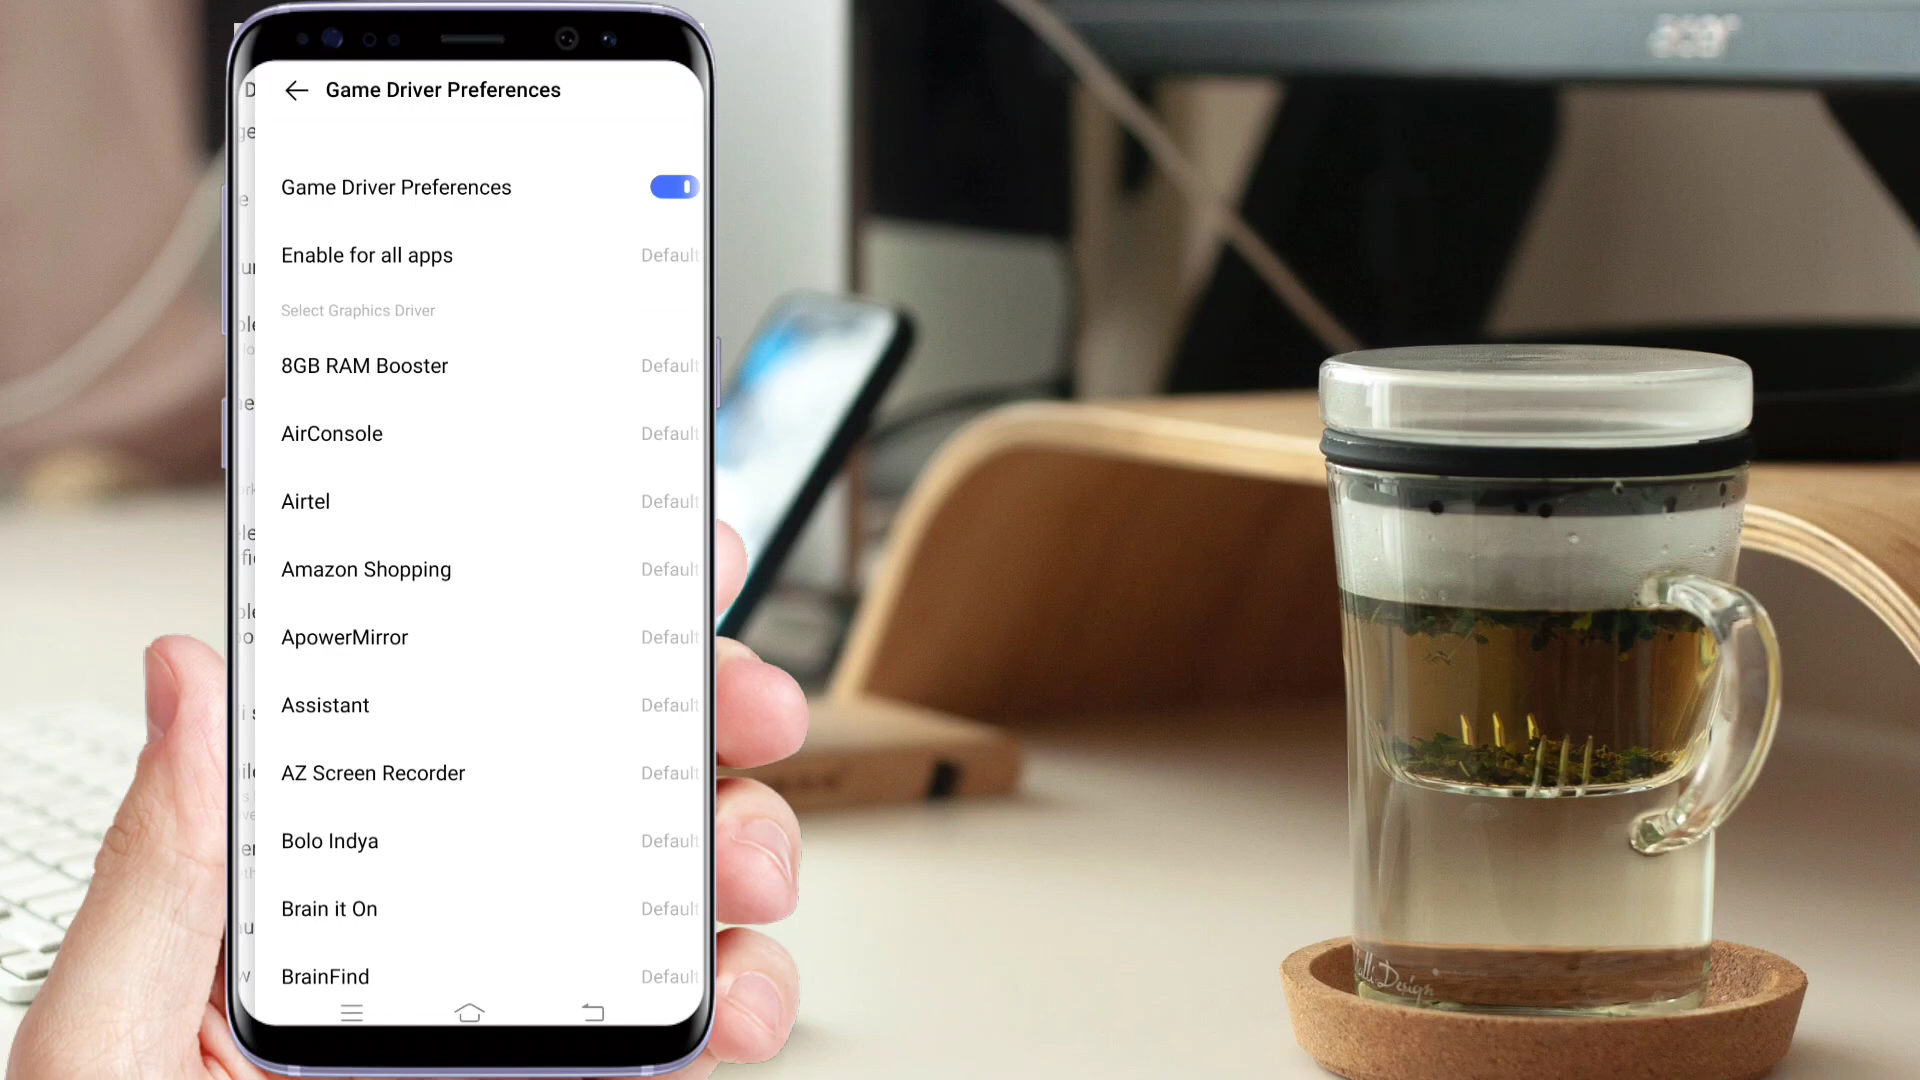 acer
Game Driver Preferences
Game Driver Preferences
Enable for all apps Default
Select Graphics Driver
8GB RAM Booster Default
AirConsole Default
Airtel Default
Amazon Shopping Default
ApowerMirror Default
Assistant Default
AZ Screen Recorder Default
Bolo Indya Default
Brain it On Default
BrainFind Default
Design